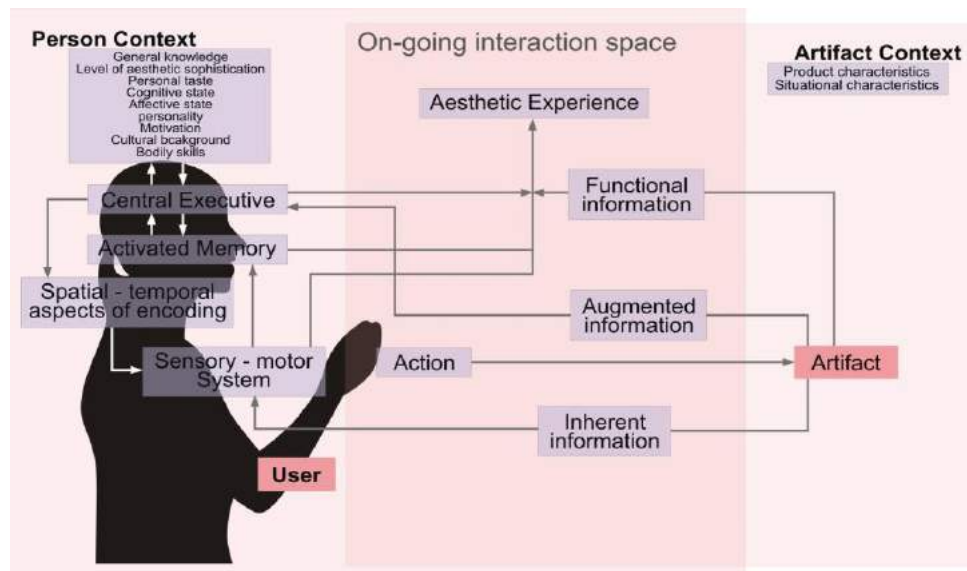 Person Context
General knowledge
Level of aesthetic sophistication
Personal taste
Cognitive state
Affective state
personality
Motivation
Cultural bcakground
Bodily skills
On-going interaction space
Artifact Context
Product characteristics
Situational characteristics
Aesthetic Experience
Central Executive
Functional
information
Activated Memory
Spatial - temporal
aspects of encoding
Augmented
information
Sensory - motor
System
Action
Artifact
Inherent
information
User